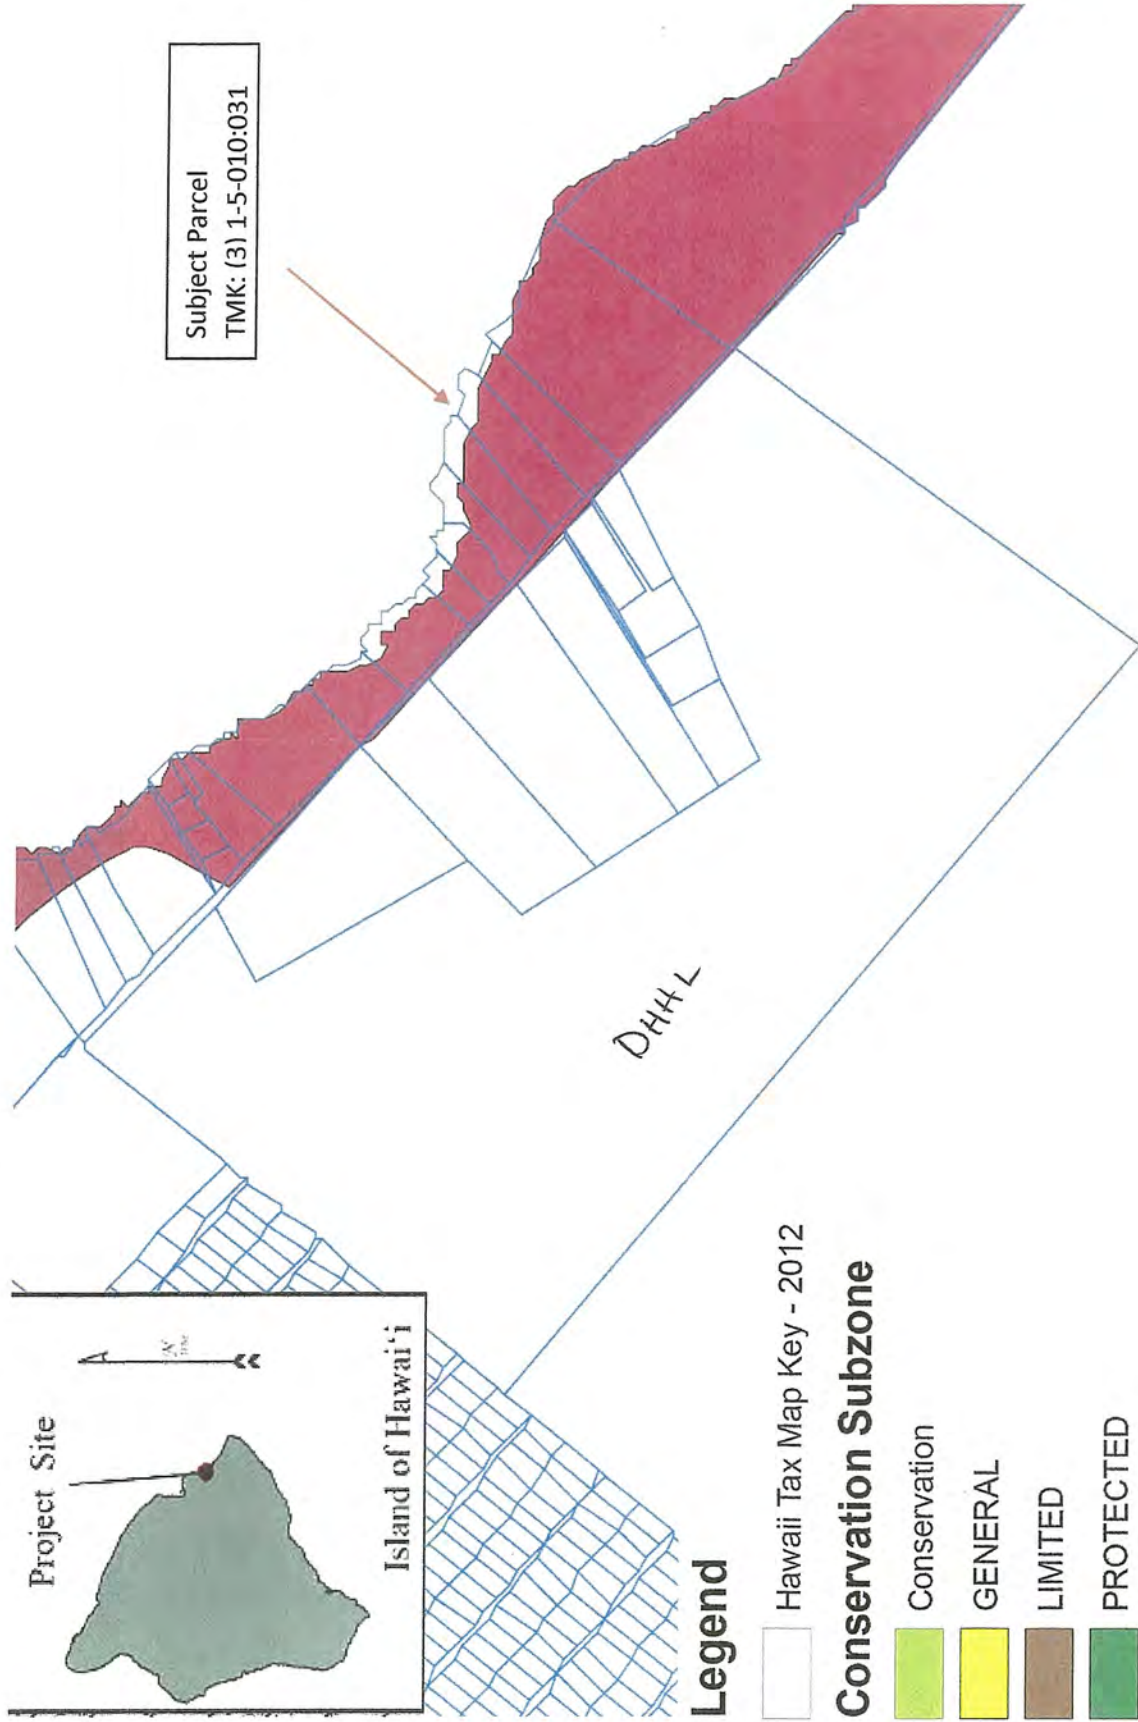 Subject Parcel
TMK: (3) 1-5-010:031
DHHL
Project Site
N
Island of Hawai‘i
Legend
Hawaii Tax Map Key - 2012
Conservation Subzone
Conservation
GENERAL
LIMITED
PROTECTED